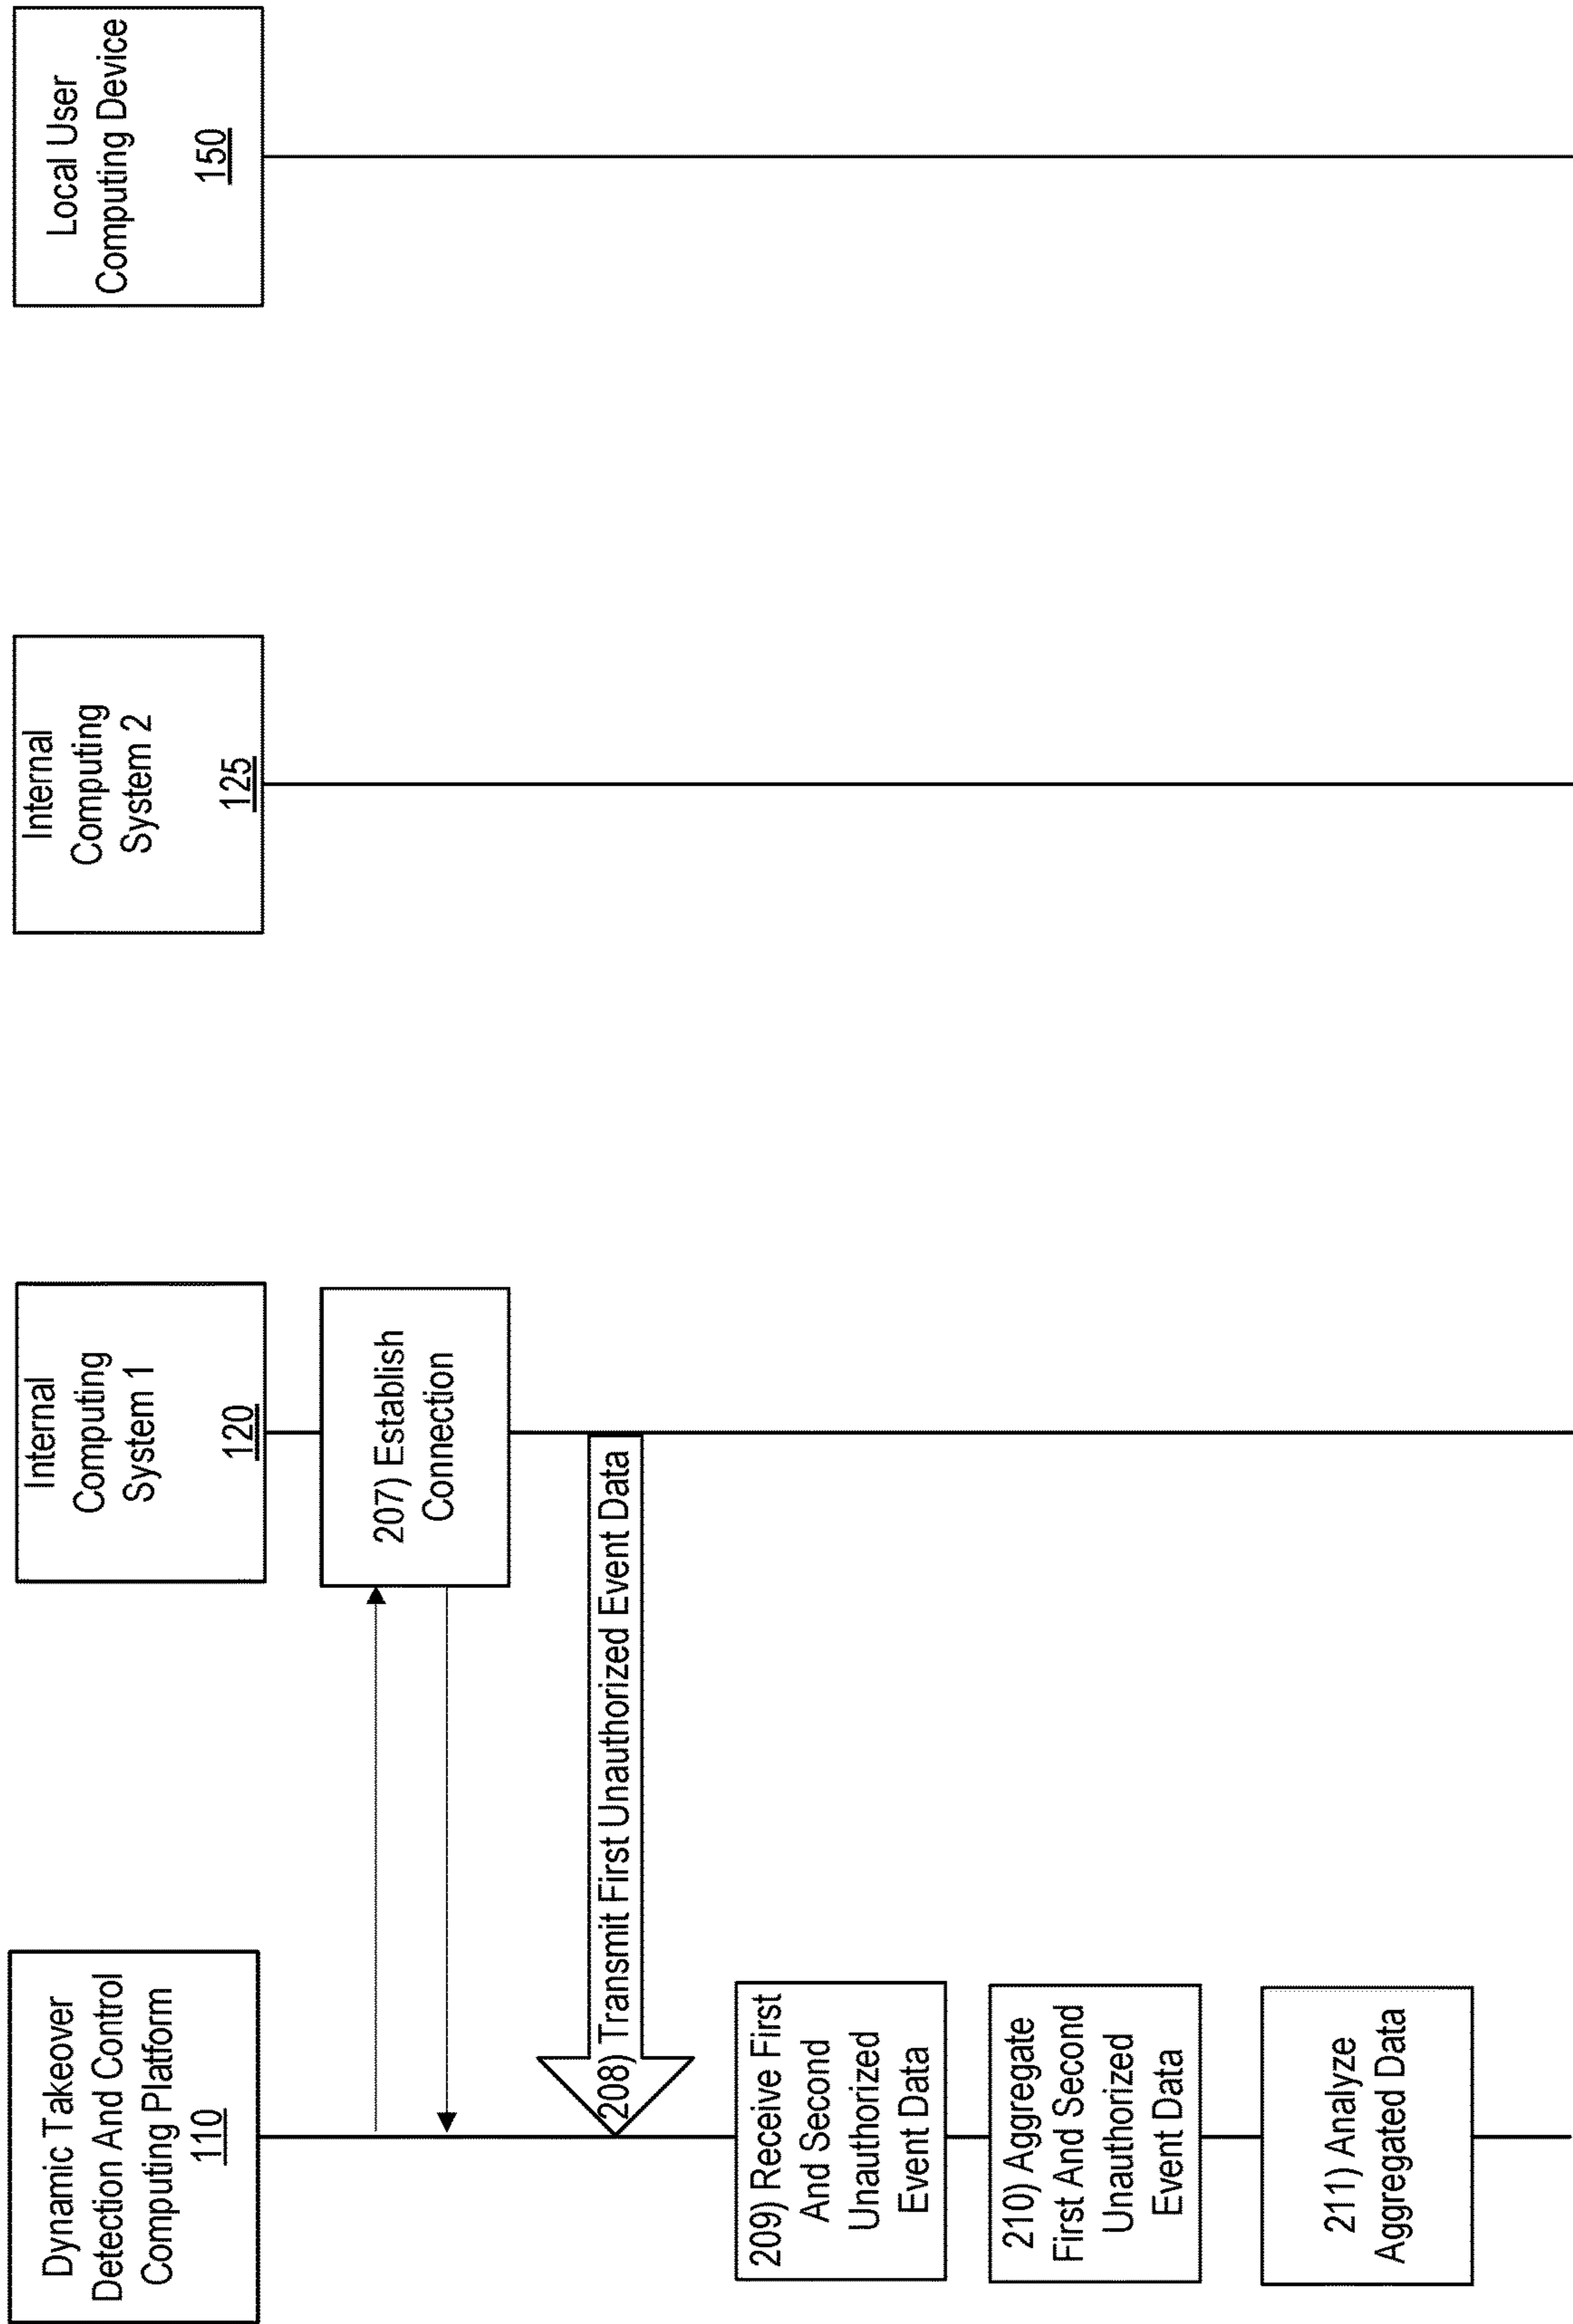 Dynamic Takeover
Detection And Control
Computing Platform
110
Internal
Computing
System 1
120
Internal
Computing
System 2
125
Local User
Computing Device
150
207) Establish
Connection
208) Transmit First Unauthorized Event Data
209) Receive First
And Second
Unauthorized
Event Data
210) Aggregate
First And Second
Unauthorized
Event Data
211) Analyze
Aggregated Data